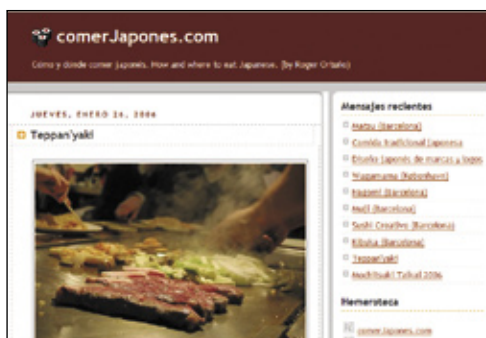 comerJapones.com
Cómo y dónde comer japonés. How and where to eat Japanese. (by Roger Ortuño)
JUEVES, ENERO 26, 2006
Teppan'yaki
Mensajes recientes
Matsu (Barcelona)
Comida tradicional japonesa
Diseño japonés de marcas y logos
Wagamama (København)
Nozomi (Barcelona)
Muji (Barcelona)
Sushi Creativo (Barcelona)
Kibuka (Barcelona)
Teppan'yaki
Mochitsuki Taikai 2006
Hemeroteca
comerjapones.com